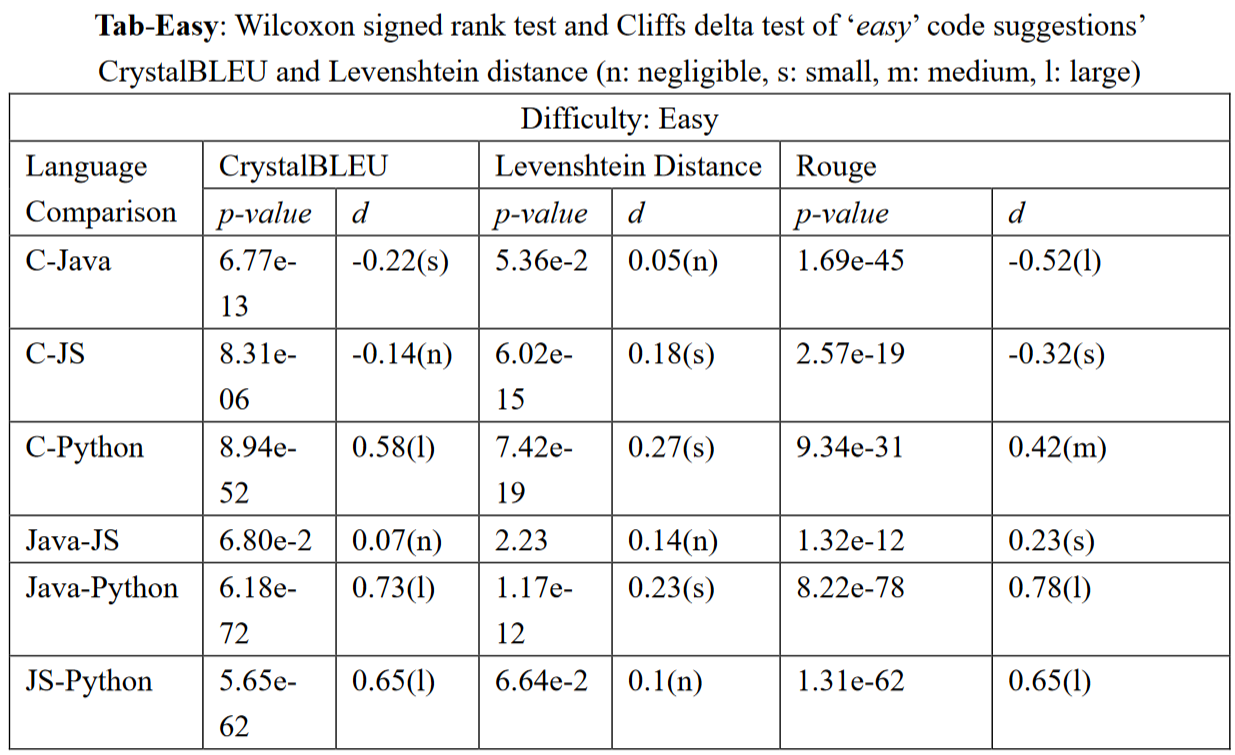 Tab-Easy: Wilcoxon signed rank test and Cliffs delta test of ‘easy’ code suggestions’
CrystalBLEU and Levenshtein distance (n: negligible, s: small, m: medium, l: large)
Difficulty: Easy
Language Comparison CrystalBLEU Levenshtein Distance Rouge
p-value d p-value d p-value d
C-Java 6.77e-13 -0.22(s) 5.36e-2 0.05(n) 1.69e-45 -0.52(l)
C-JS 8.31e-06 -0.14(n) 6.02e-15 0.18(s) 2.57e-19 -0.32(s)
C-Python 8.94e-52 0.58(l) 7.42e-19 0.27(s) 9.34e-31 0.42(m)
Java-JS 6.80e-2 0.07(n) 2.23 0.14(n) 1.32e-12 0.23(s)
Java-Python 6.18e-72 0.73(l) 1.17e-12 0.23(s) 8.22e-78 0.78(l)
JS-Python 5.65e-62 0.65(l) 6.64e-2 0.1(n) 1.31e-62 0.65(l)